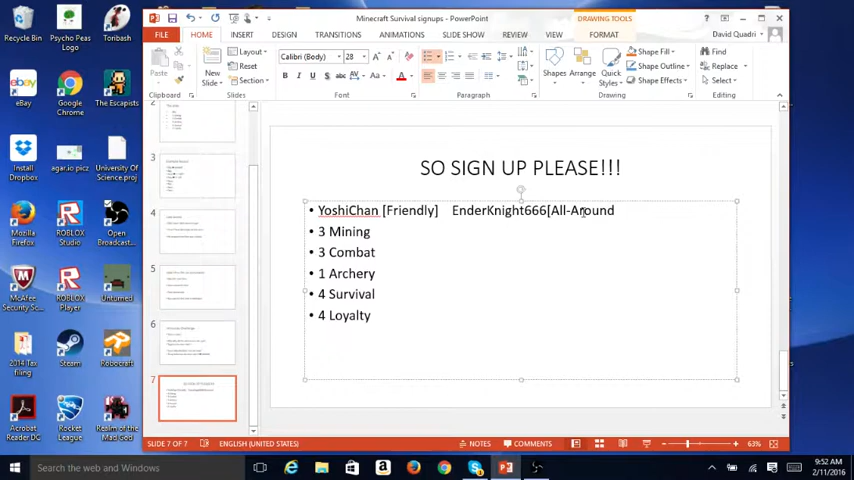 Minecraft Survival signups - PowerPoint
DRAWING TOOLS
David Quadri
FILE
HOME
INSERT
DESIGN
TRANSITIONS
ANIMATIONS
SLIDE SHOW
REVIEW
VIEW
FORMAT
Paste
Clipboard
New
Slide
Layout
Reset
Section
Slides
Calibri (Body)
28
Font
Paragraph
Shapes
Arrange
Quick
Styles
Shape Fill
Shape Outline
Shape Effects
Drawing
Find
Replace
Select
Editing
Recycle Bin
Psycho Peas
Logo
Toribash
eBay
Google
Chrome
The Escapists
Install
Dropbox
agar.io picz
University Of
Science.proj
Mozilla
Firefox
ROBLOX
Studio
Open
Broadcast...
McAfee
Security Sc...
ROBLOX
Player
Unturned
2014 Tax
filing
Steam
Robocraft
Acrobat
Reader DC
Rocket
League
Realm of the
Mad God
2
3
4
5
6
7
SO SIGN UP PLEASE!!!
• YoshiChan [Friendly] EnderKnight666[All-Around
• 3 Mining
• 3 Combat
• 1 Archery
• 4 Survival
• 4 Loyalty
SLIDE 7 OF 7
ENGLISH (UNITED STATES)
NOTES
COMMENTS
63%
Search the web and Windows
9:52 AM
2/11/2016